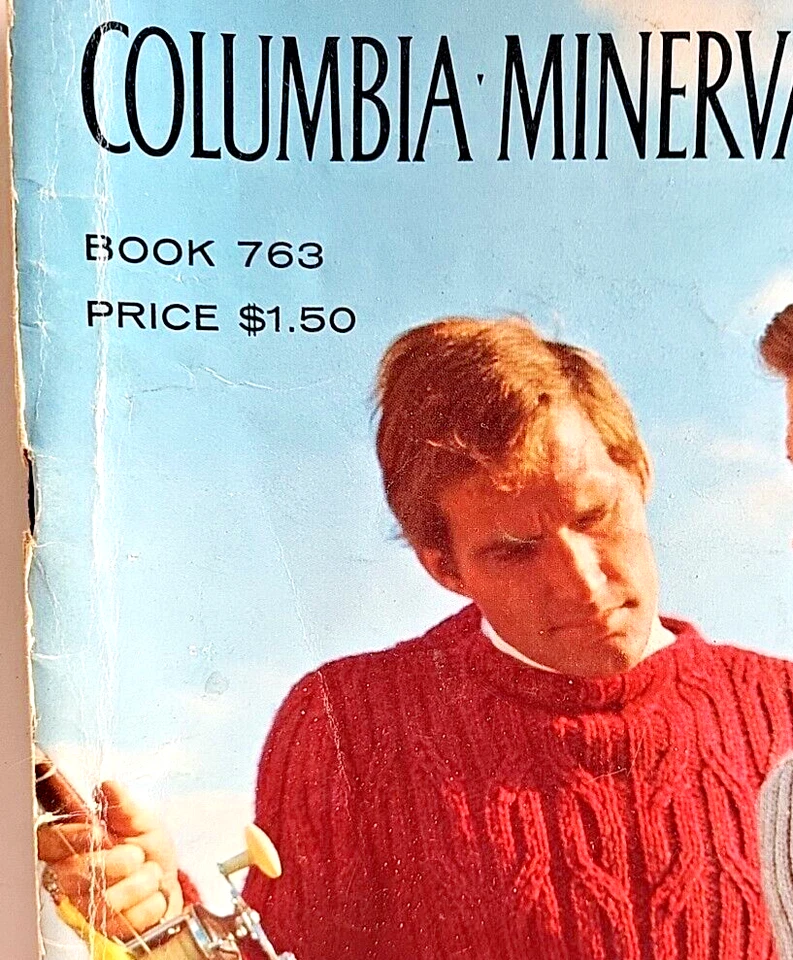 COLUMBIA·MINERVA
BOOK 763
PRICE $1.50